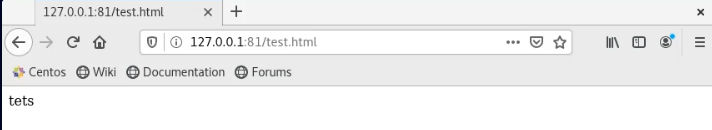 127.0.0.1:81/test.html
127.0.0.1:81/test.html
Centos Wiki Documentation Forums
tets